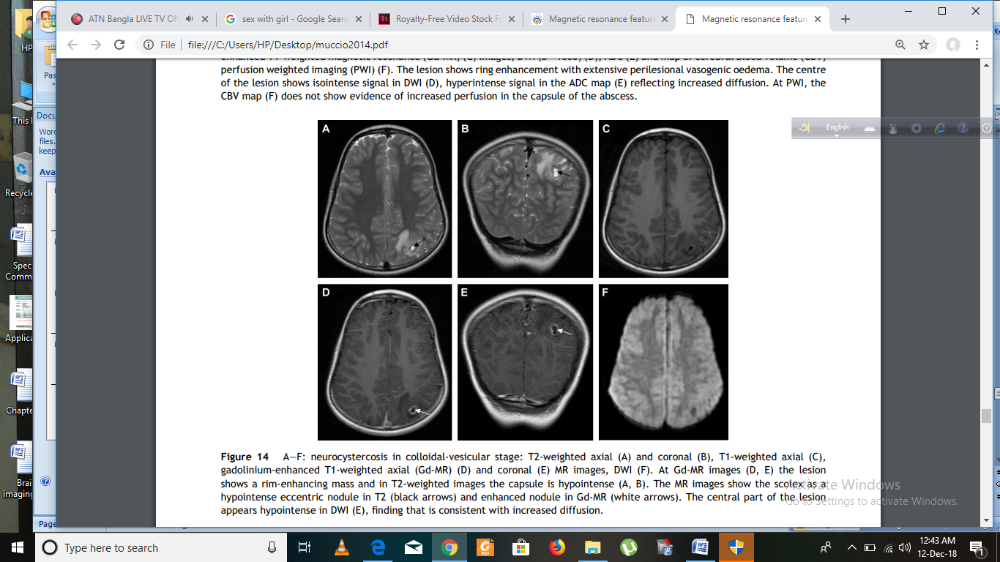 ATN Bangla LIVE TV ON
sex with girl - Google Searc
St
Royalty-Free Video Stock Fo
Magnetic resonance feature
Magnetic resonance feature
File
file:///C:/Users/HP/Desktop/muccio2014.pdf
perfusion weighted imaging (PWI) (F). The lesion shows ring enhancement with extensive perilesional vasogenic oedema. The centre
of the lesion shows isointense signal in DWI (D), hyperintense signal in the ADC map (E) reflecting increased diffusion. At PWI, the
CBV map (F) does not show evidence of increased perfusion in the capsule of the abscess.
A
B
C
English
D
E
F
Figure 14 A—F: neurocystercosis in colloidal-vesicular stage: T2-weighted axial (A) and coronal (B), T1-weighted axial (C),
gadolinium-enhanced T1-weighted axial (Gd-MR) (D) and coronal (E) MR images, DWI (F). At Gd-MR images (D, E) the lesion
shows a rim-enhancing mass and in T2-weighted images the capsule is hypointense (A, B). The MR images show the scolex as a
hypointense eccentric nodule in T2 (black arrows) and enhanced nodule in Gd-MR (white arrows). The central part of the lesion
appears hypointense in DWI (E), finding that is consistent with increased diffusion.
Activate Windows
Go to Settings to activate Windows.
HP
This
Recycle
Spec
Comm
Applica
Chapte
Brai
imaging
Pas
Docu
Word
files.
keep
Ava
Page
Type here to search
PDF
12:43 AM
12-Dec-18
1